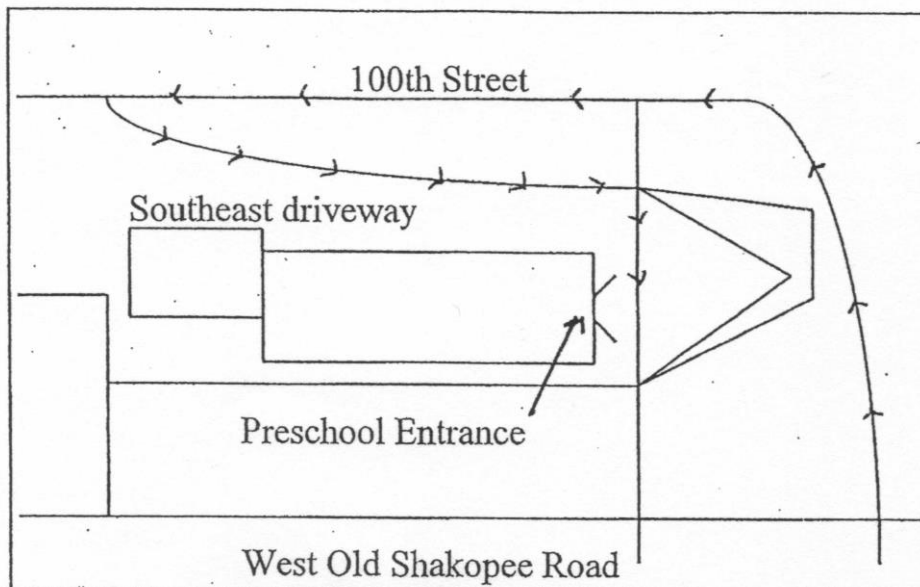 100th Street
Southeast driveway
Preschool Entrance
West Old Shakopee Road